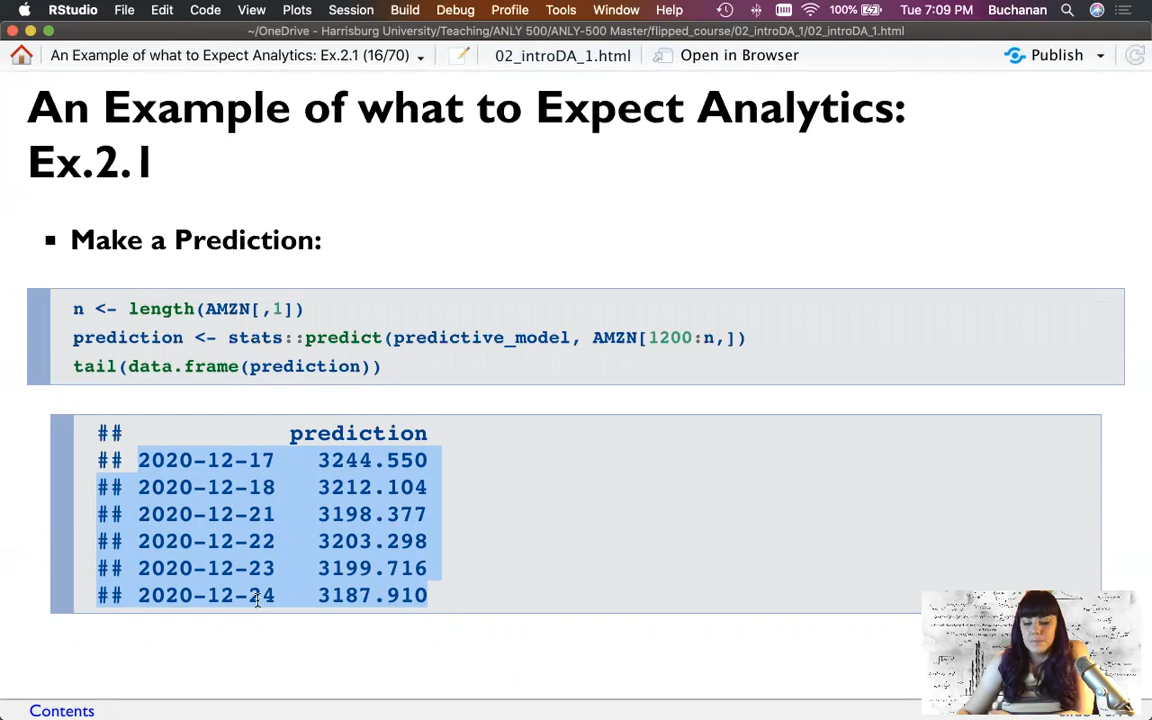 RStudio File Edit Code View Plots Session Build Debug Profile Tools Window Help 100% Tue 7:09 PM Buchanan
~/OneDrive - Harrisburg University/Teaching/ANLY 500/ANLY-500 Master/flipped_course/02_introDA_1/02_introDA_1.html
An Example of what to Expect Analytics: Ex.2.1 (16/70) 02_introDA_1.html Open in Browser Publish
An Example of what to Expect Analytics:
Ex.2.1
▪ Make a Prediction:
n <- length(AMZN[,1])
prediction <- stats::predict(predictive_model, AMZN[1200:n,])
tail(data.frame(prediction))
## prediction
## 2020-12-17 3244.550
## 2020-12-18 3212.104
## 2020-12-21 3198.377
## 2020-12-22 3203.298
## 2020-12-23 3199.716
## 2020-12-24 3187.910
Contents